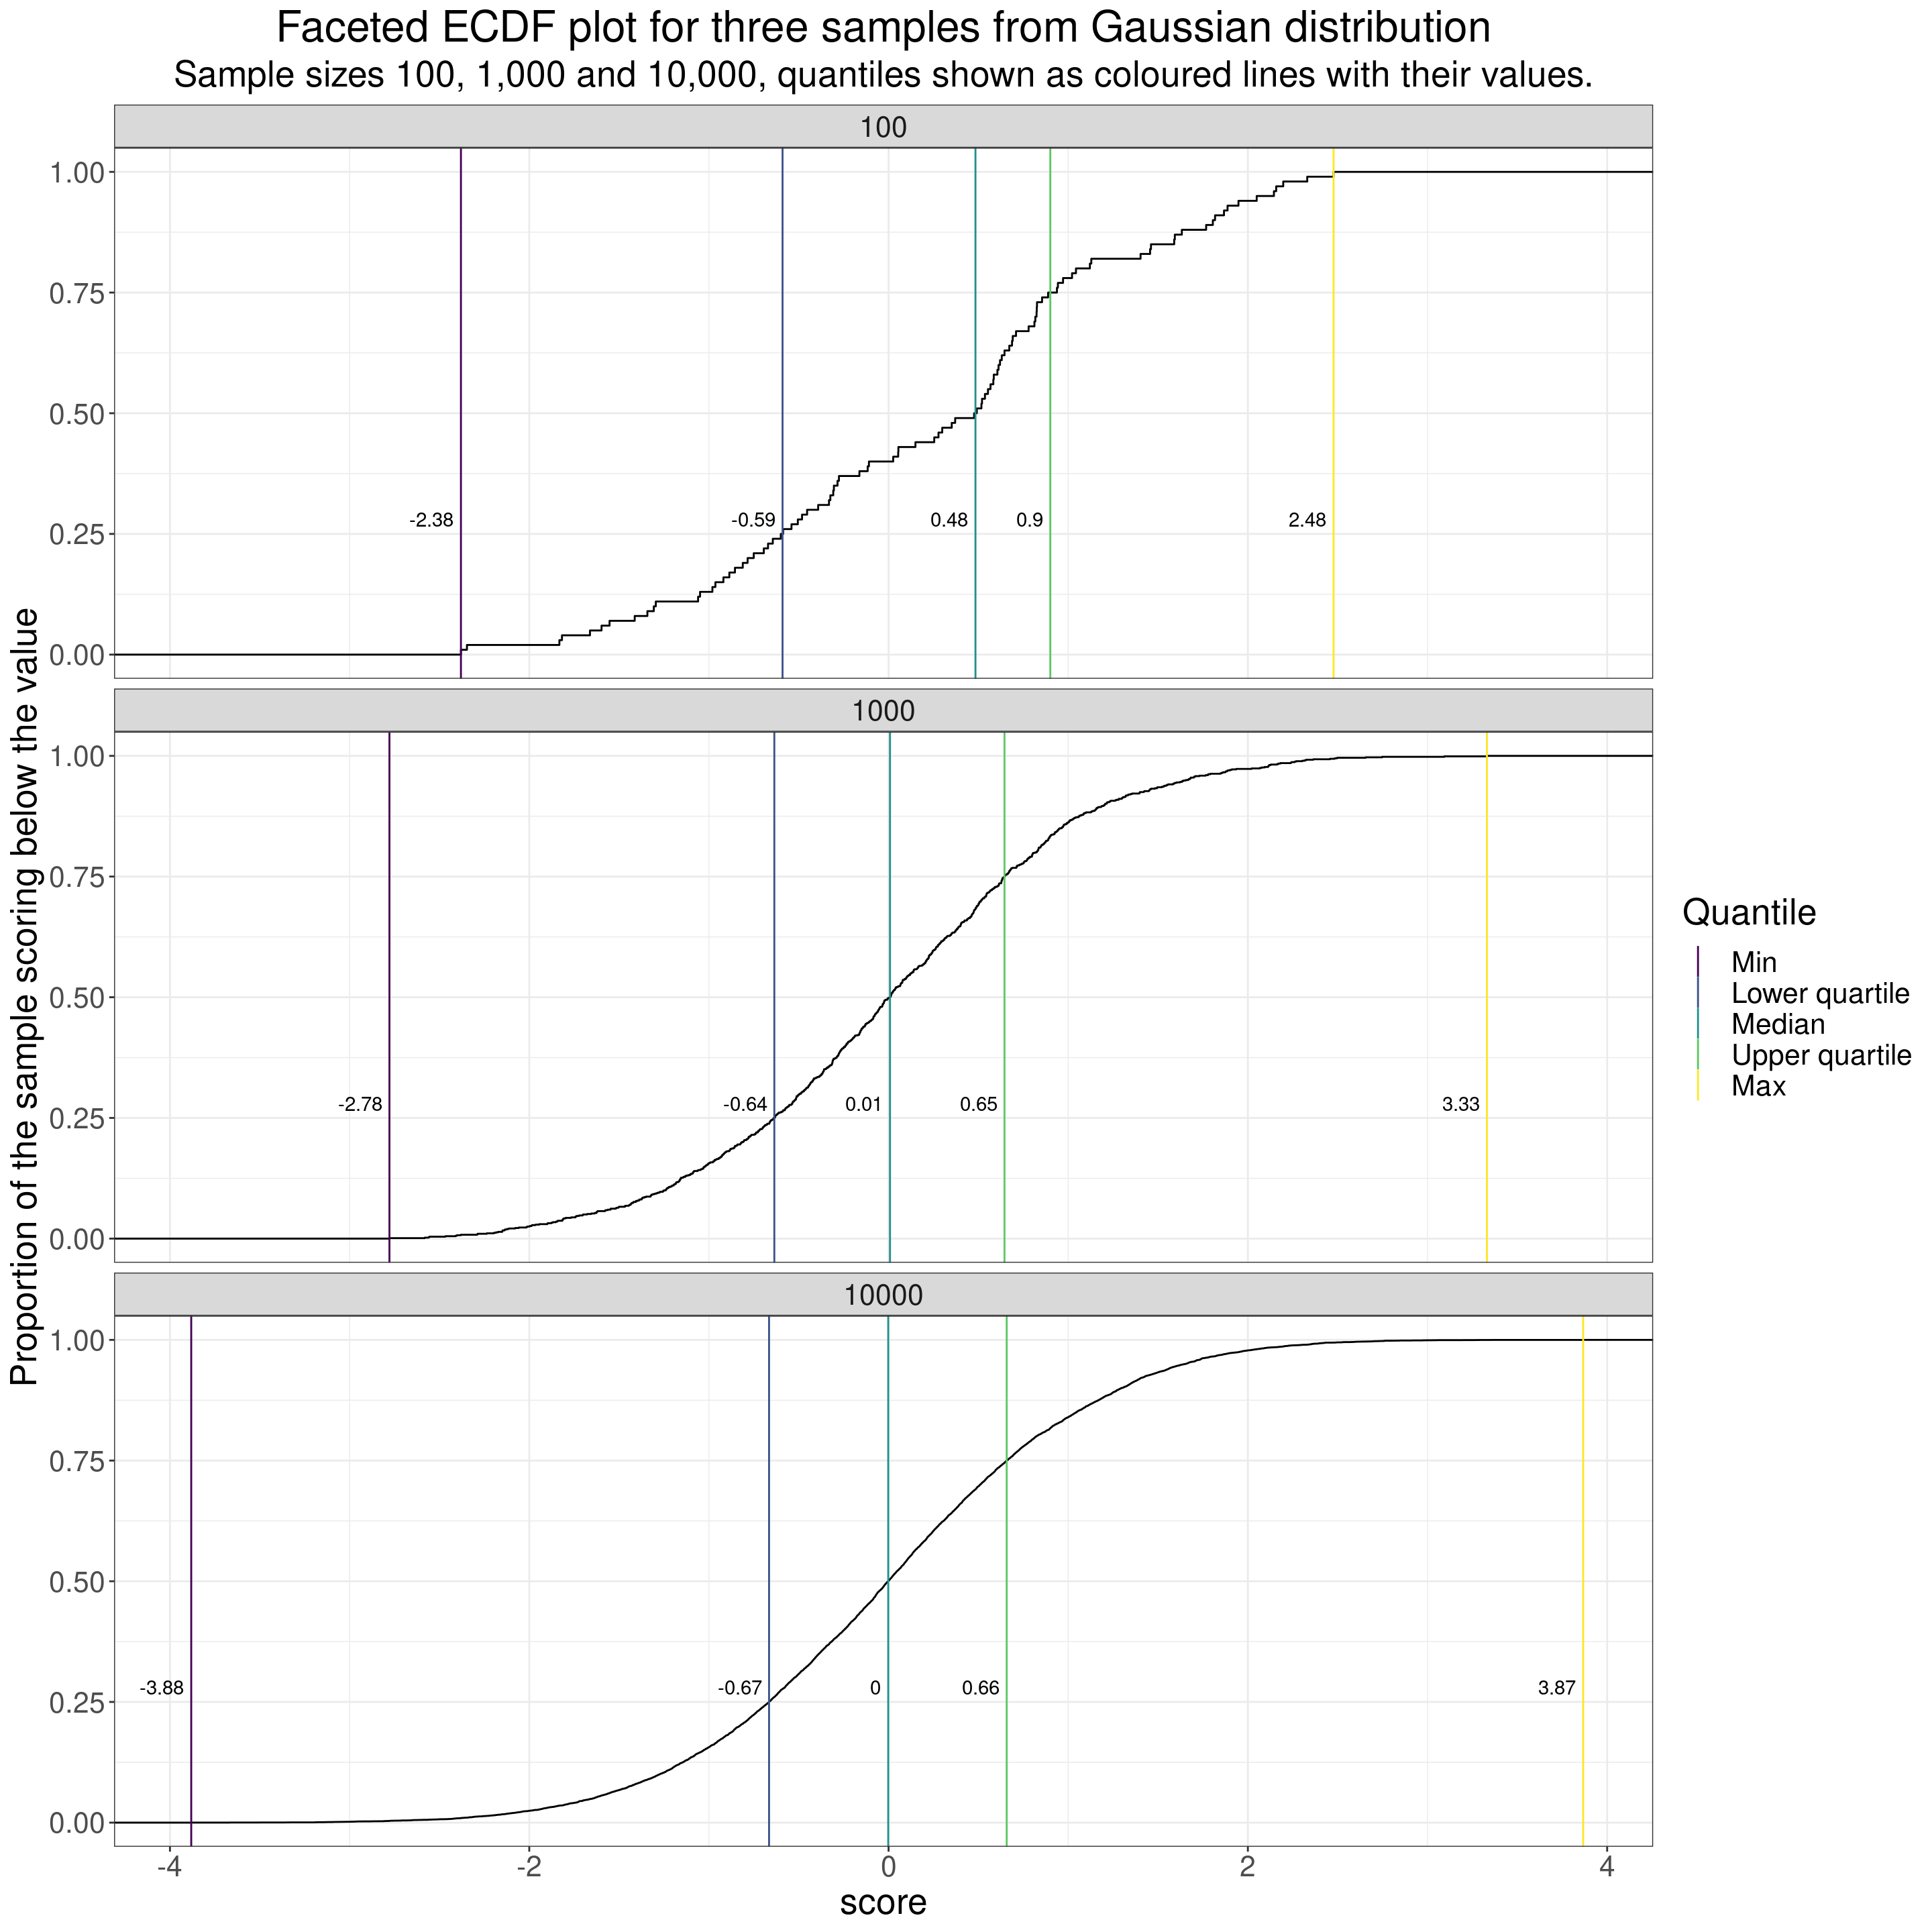 Faceted ECDF plot for three samples from Gaussian distribution
Sample sizes 100, 1,000 and 10,000, quantiles shown as coloured lines with their values.
Proportion of the sample scoring below the value
100
1.00
0.75
0.50
0.25
0.00
-2.38 -0.59 0.48 0.9 2.48
1000
1.00
0.75
0.50
0.25
0.00
-2.78 -0.64 0.01 0.65 3.33
10000
1.00
0.75
0.50
0.25
0.00
-3.88 -0.67 0 0.66 3.87
-4 -2 0 2 4
score
Quantile
Min
Lower quartile
Median
Upper quartile
Max